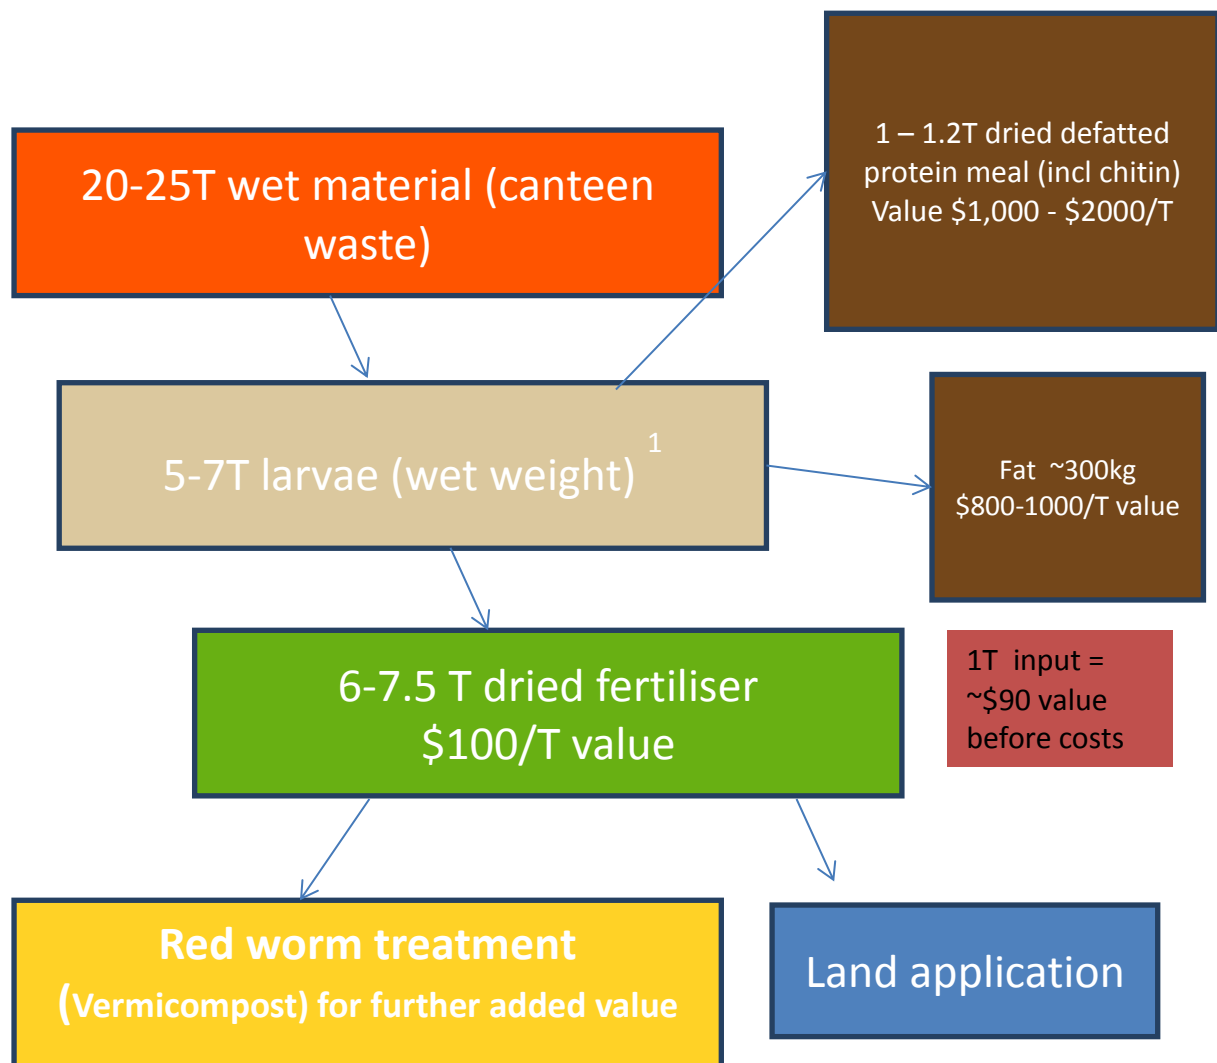 20-25T wet material (canteen
waste)
1 – 1.2T dried defatted
protein meal (incl chitin)
Value $1,000 - $2000/T
5-7T larvae (wet weight) 1
Fat ~300kg
$800-1000/T value
6-7.5 T dried fertiliser
$100/T value
1T input =
~$90 value
before costs
Red worm treatment
(Vermicompost) for further added value
Land application